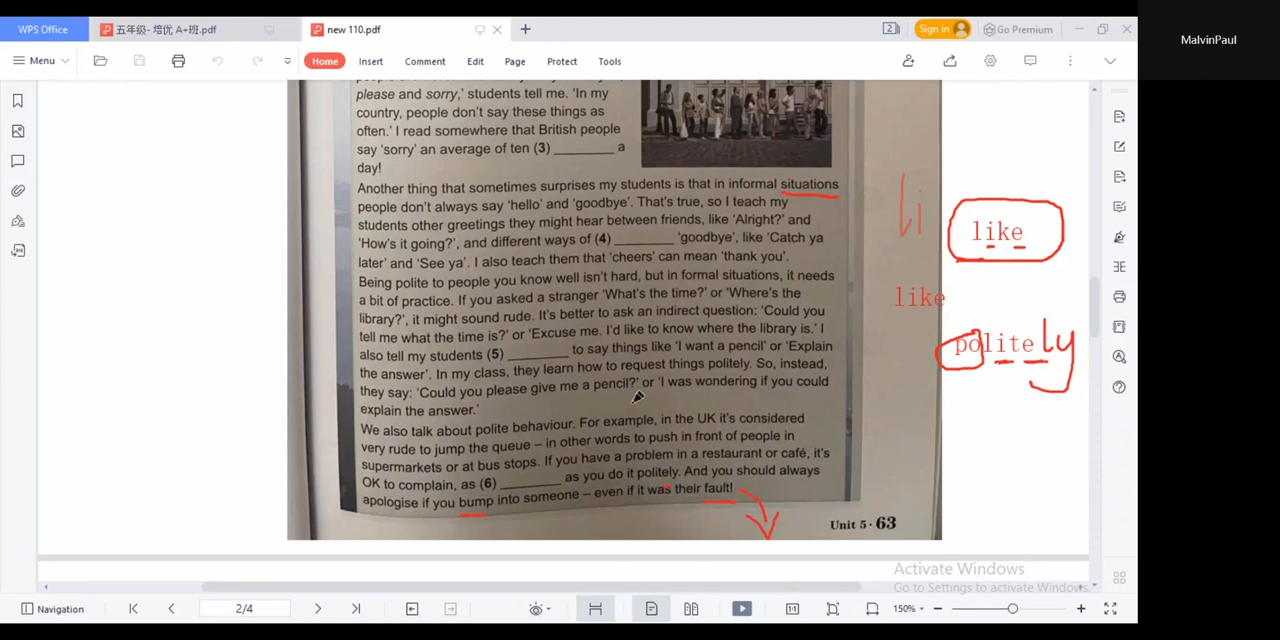 WPS Office
五年级- 培优 A+班.pdf
new 110.pdf
2
Sign in
Go Premium
MalvinPaul
Menu
Home
Insert
Comment
Edit
Page
Protect
Tools
please and sorry,' students tell me. 'In my
country, people don't say these things as
often.' I read somewhere that British people
say 'sorry' an average of ten (3) ________ a
day!
Another thing that sometimes surprises my students is that in informal situations
people don't always say 'hello' and 'goodbye'. That's true, so I teach my
students other greetings they might hear between friends, like 'Alright?' and
'How's it going?', and different ways of (4) ________ 'goodbye', like 'Catch ya
later' and 'See ya'. I also teach them that 'cheers' can mean 'thank you'.
Being polite to people you know well isn't hard, but in formal situations, it needs
a bit of practice. If you asked a stranger 'What's the time?' or 'Where's the
library?', it might sound rude. It's better to ask an indirect question: 'Could you
tell me what the time is?' or 'Excuse me. I'd like to know where the library is.' I
also tell my students (5) ________ to say things like 'I want a pencil' or 'Explain
the answer'. In my class, they learn how to request things politely. So, instead,
they say: 'Could you please give me a pencil?' or 'I was wondering if you could
explain the answer.'
We also talk about polite behaviour. For example, in the UK it's considered
very rude to jump the queue – in other words to push in front of people in
supermarkets or at bus stops. If you have a problem in a restaurant or café, it's
OK to complain, as (6) ________ as you do it politely. And you should always
apologise if you bump into someone – even if it was their fault!
Unit 5 · 63
li
like
like
politely
Activate Windows
Go to Settings to activate Windows.
Navigation
2/4
1:1
150%